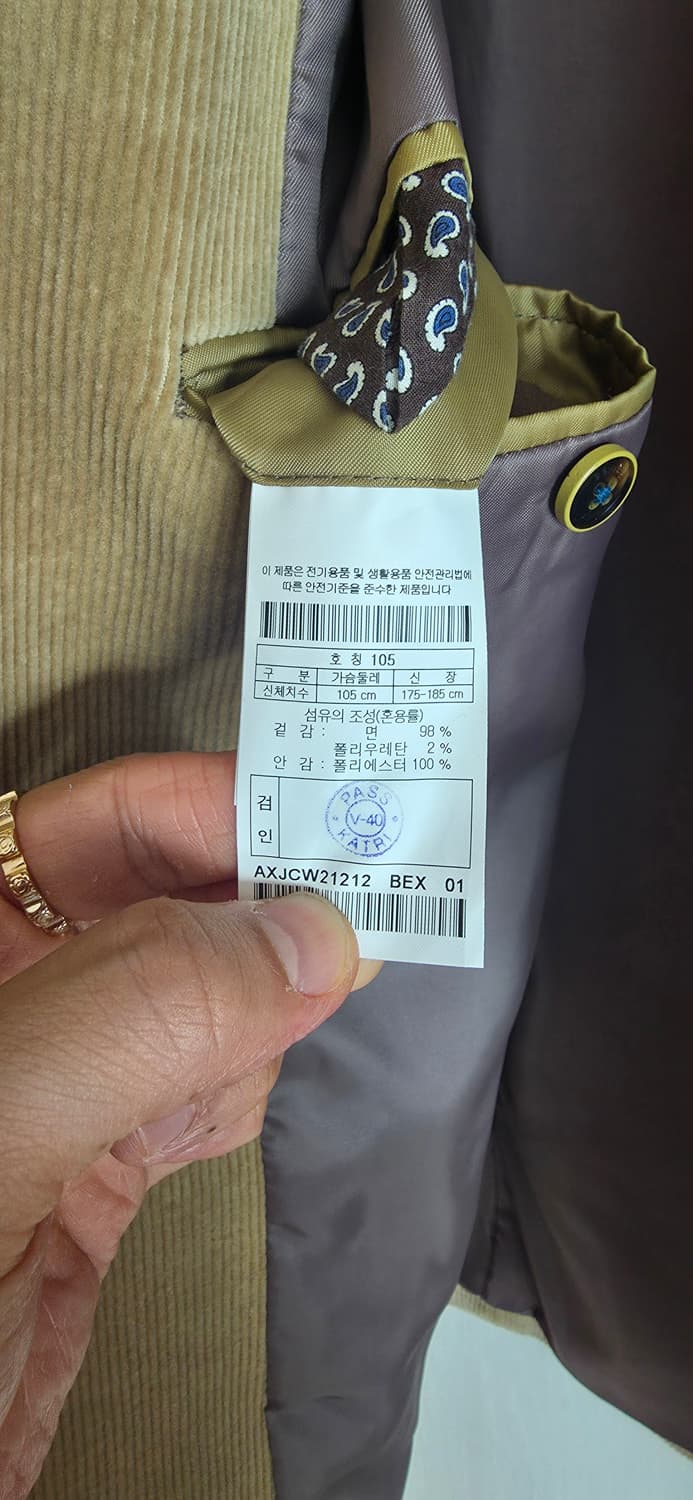 이 제품은 전기용품 및 생활용품 안전관리법에
따른 안전기준을 준수한 제품입니다
호 칭 105
구 분 가슴둘레 신 장
신체치수 105 cm 175-185 cm
섬유의 조성(혼용률)
겉 감 : 면 98 %
폴리우레탄 2 %
안 감 : 폴리에스터 100 %
검
인
PASS
V-40
KATRI
AXJCW21212 BEX 01